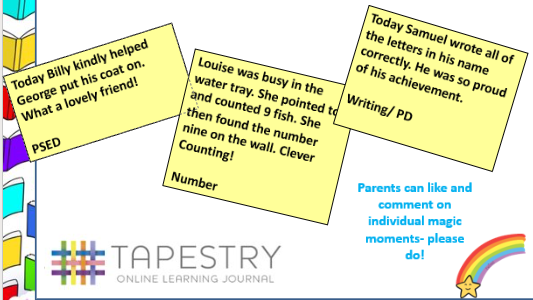 Today Billy kindly helped
George put his coat on.
What a lovely friend!
PSED
Louise was busy in the
water tray. She pointed to
and counted 9 fish. She
then found the number
nine on the wall. Clever
Counting!
Number
Today Samuel wrote all of
the letters in his name
correctly. He was so proud
of his achievement.
Writing/ PD
Parents can like and
comment on
individual magic
moments- please
do!
TAPESTRY
ONLINE LEARNING JOURNAL